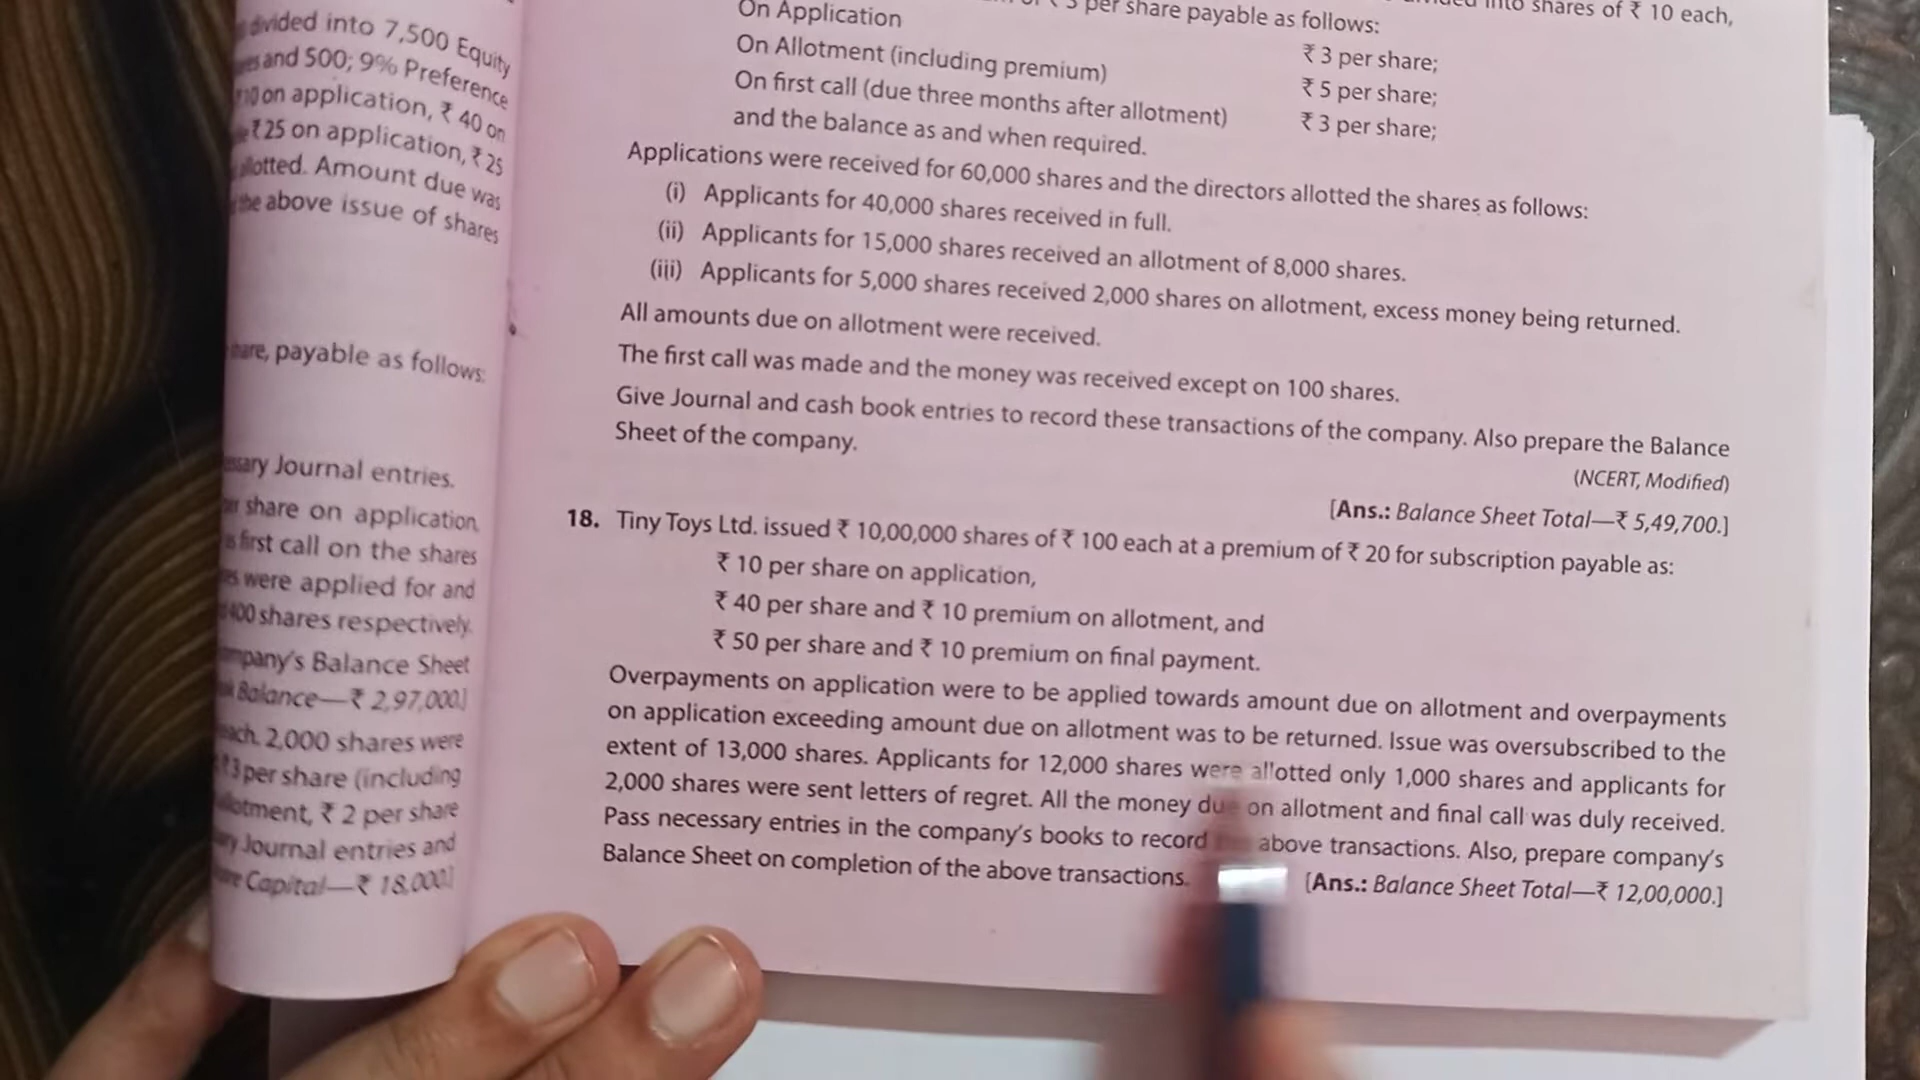 divided into 7,500 Equity
and 500; 9% Preference
on application, ₹ 40 on
₹ 25 on application, ₹ 25
allotted. Amount due was
the above issue of shares
payable as follows:
Journal entries.
share on application,
first call on the shares
were applied for and
400 shares respectively.
Company's Balance Sheet
Balance—₹ 2,97,000.]
each. 2,000 shares were
₹ 3 per share (including
allotment, ₹ 2 per share
Journal entries and
Capital—₹ 18,000.]
into shares of ₹ 10 each,
₹ 3 per share payable as follows:
On Application ₹ 3 per share;
On Allotment (including premium) ₹ 5 per share;
On first call (due three months after allotment) ₹ 3 per share;
and the balance as and when required.
Applications were received for 60,000 shares and the directors allotted the shares as follows:
(i) Applicants for 40,000 shares received in full.
(ii) Applicants for 15,000 shares received an allotment of 8,000 shares.
(iii) Applicants for 5,000 shares received 2,000 shares on allotment, excess money being returned.
All amounts due on allotment were received.
The first call was made and the money was received except on 100 shares.
Give Journal and cash book entries to record these transactions of the company. Also prepare the Balance
Sheet of the company.
(NCERT, Modified)
[Ans.: Balance Sheet Total—₹ 5,49,700.]
18. Tiny Toys Ltd. issued ₹ 10,00,000 shares of ₹ 100 each at a premium of ₹ 20 for subscription payable as:
₹ 10 per share on application,
₹ 40 per share and ₹ 10 premium on allotment, and
₹ 50 per share and ₹ 10 premium on final payment.
Overpayments on application were to be applied towards amount due on allotment and overpayments
on application exceeding amount due on allotment was to be returned. Issue was oversubscribed to the
extent of 13,000 shares. Applicants for 12,000 shares were allotted only 1,000 shares and applicants for
2,000 shares were sent letters of regret. All the money due on allotment and final call was duly received.
Pass necessary entries in the company's books to record above transactions. Also, prepare company's
Balance Sheet on completion of the above transactions.
[Ans.: Balance Sheet Total—₹ 12,00,000.]